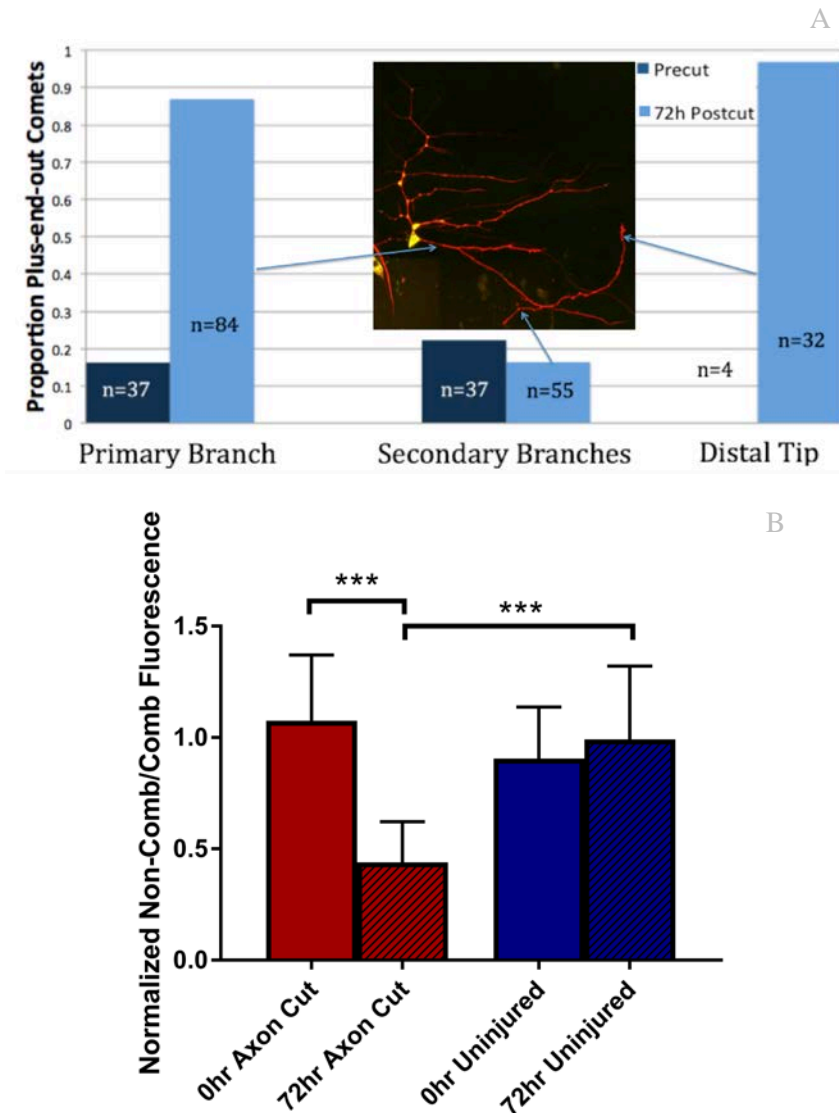 A
Proportion Plus-end-out Comets
1
0.9
0.8
0.7
0.6
0.5
0.4
0.3
0.2
0.1
0
Precut
72h Postcut
n=37
n=84
n=37
n=55
n=4
n=32
Primary Branch
Secondary Branches
Distal Tip
B
Normalized Non-Comb/Comb Fluorescence
***
***
1.5
1.0
0.5
0.0
0hr Axon Cut
72hr Axon Cut
0hr Uninjured
72hr Uninjured